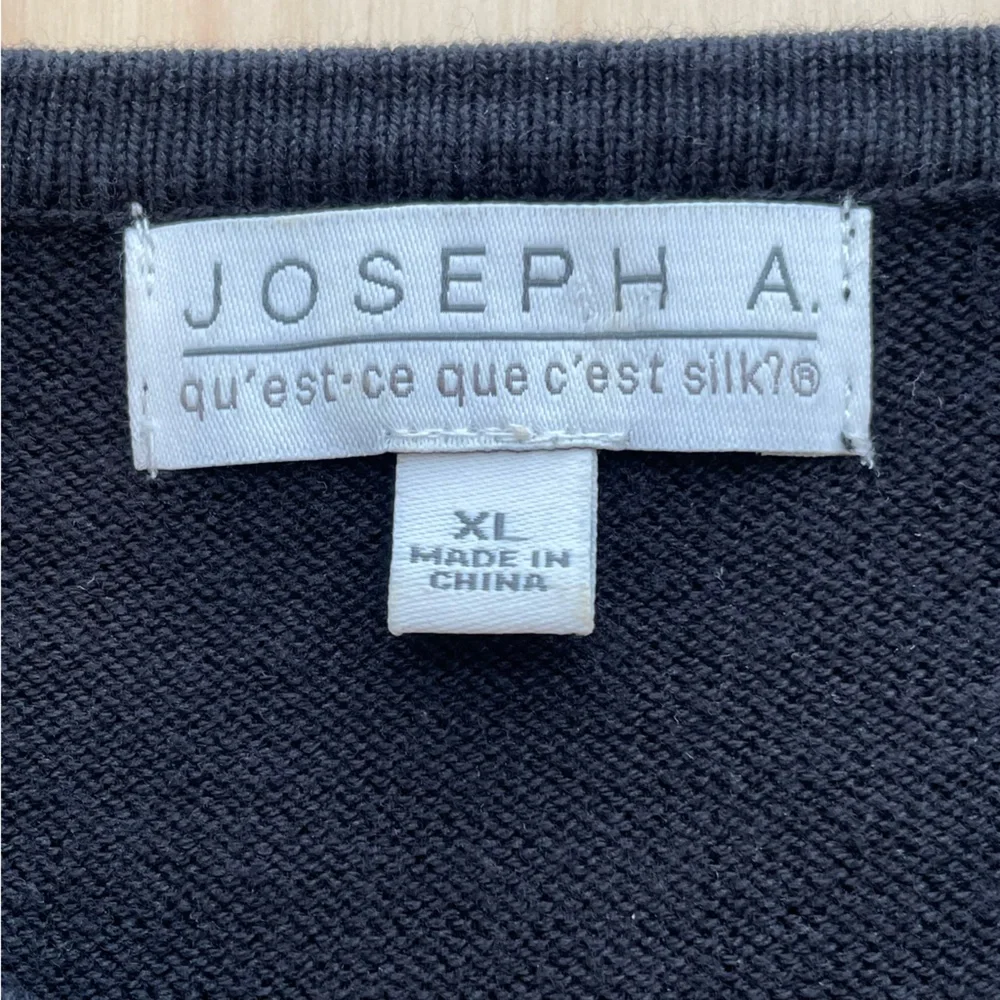 JOSEPH A.
qu'est·ce que c'est silk?®
XL
MADE IN
CHINA